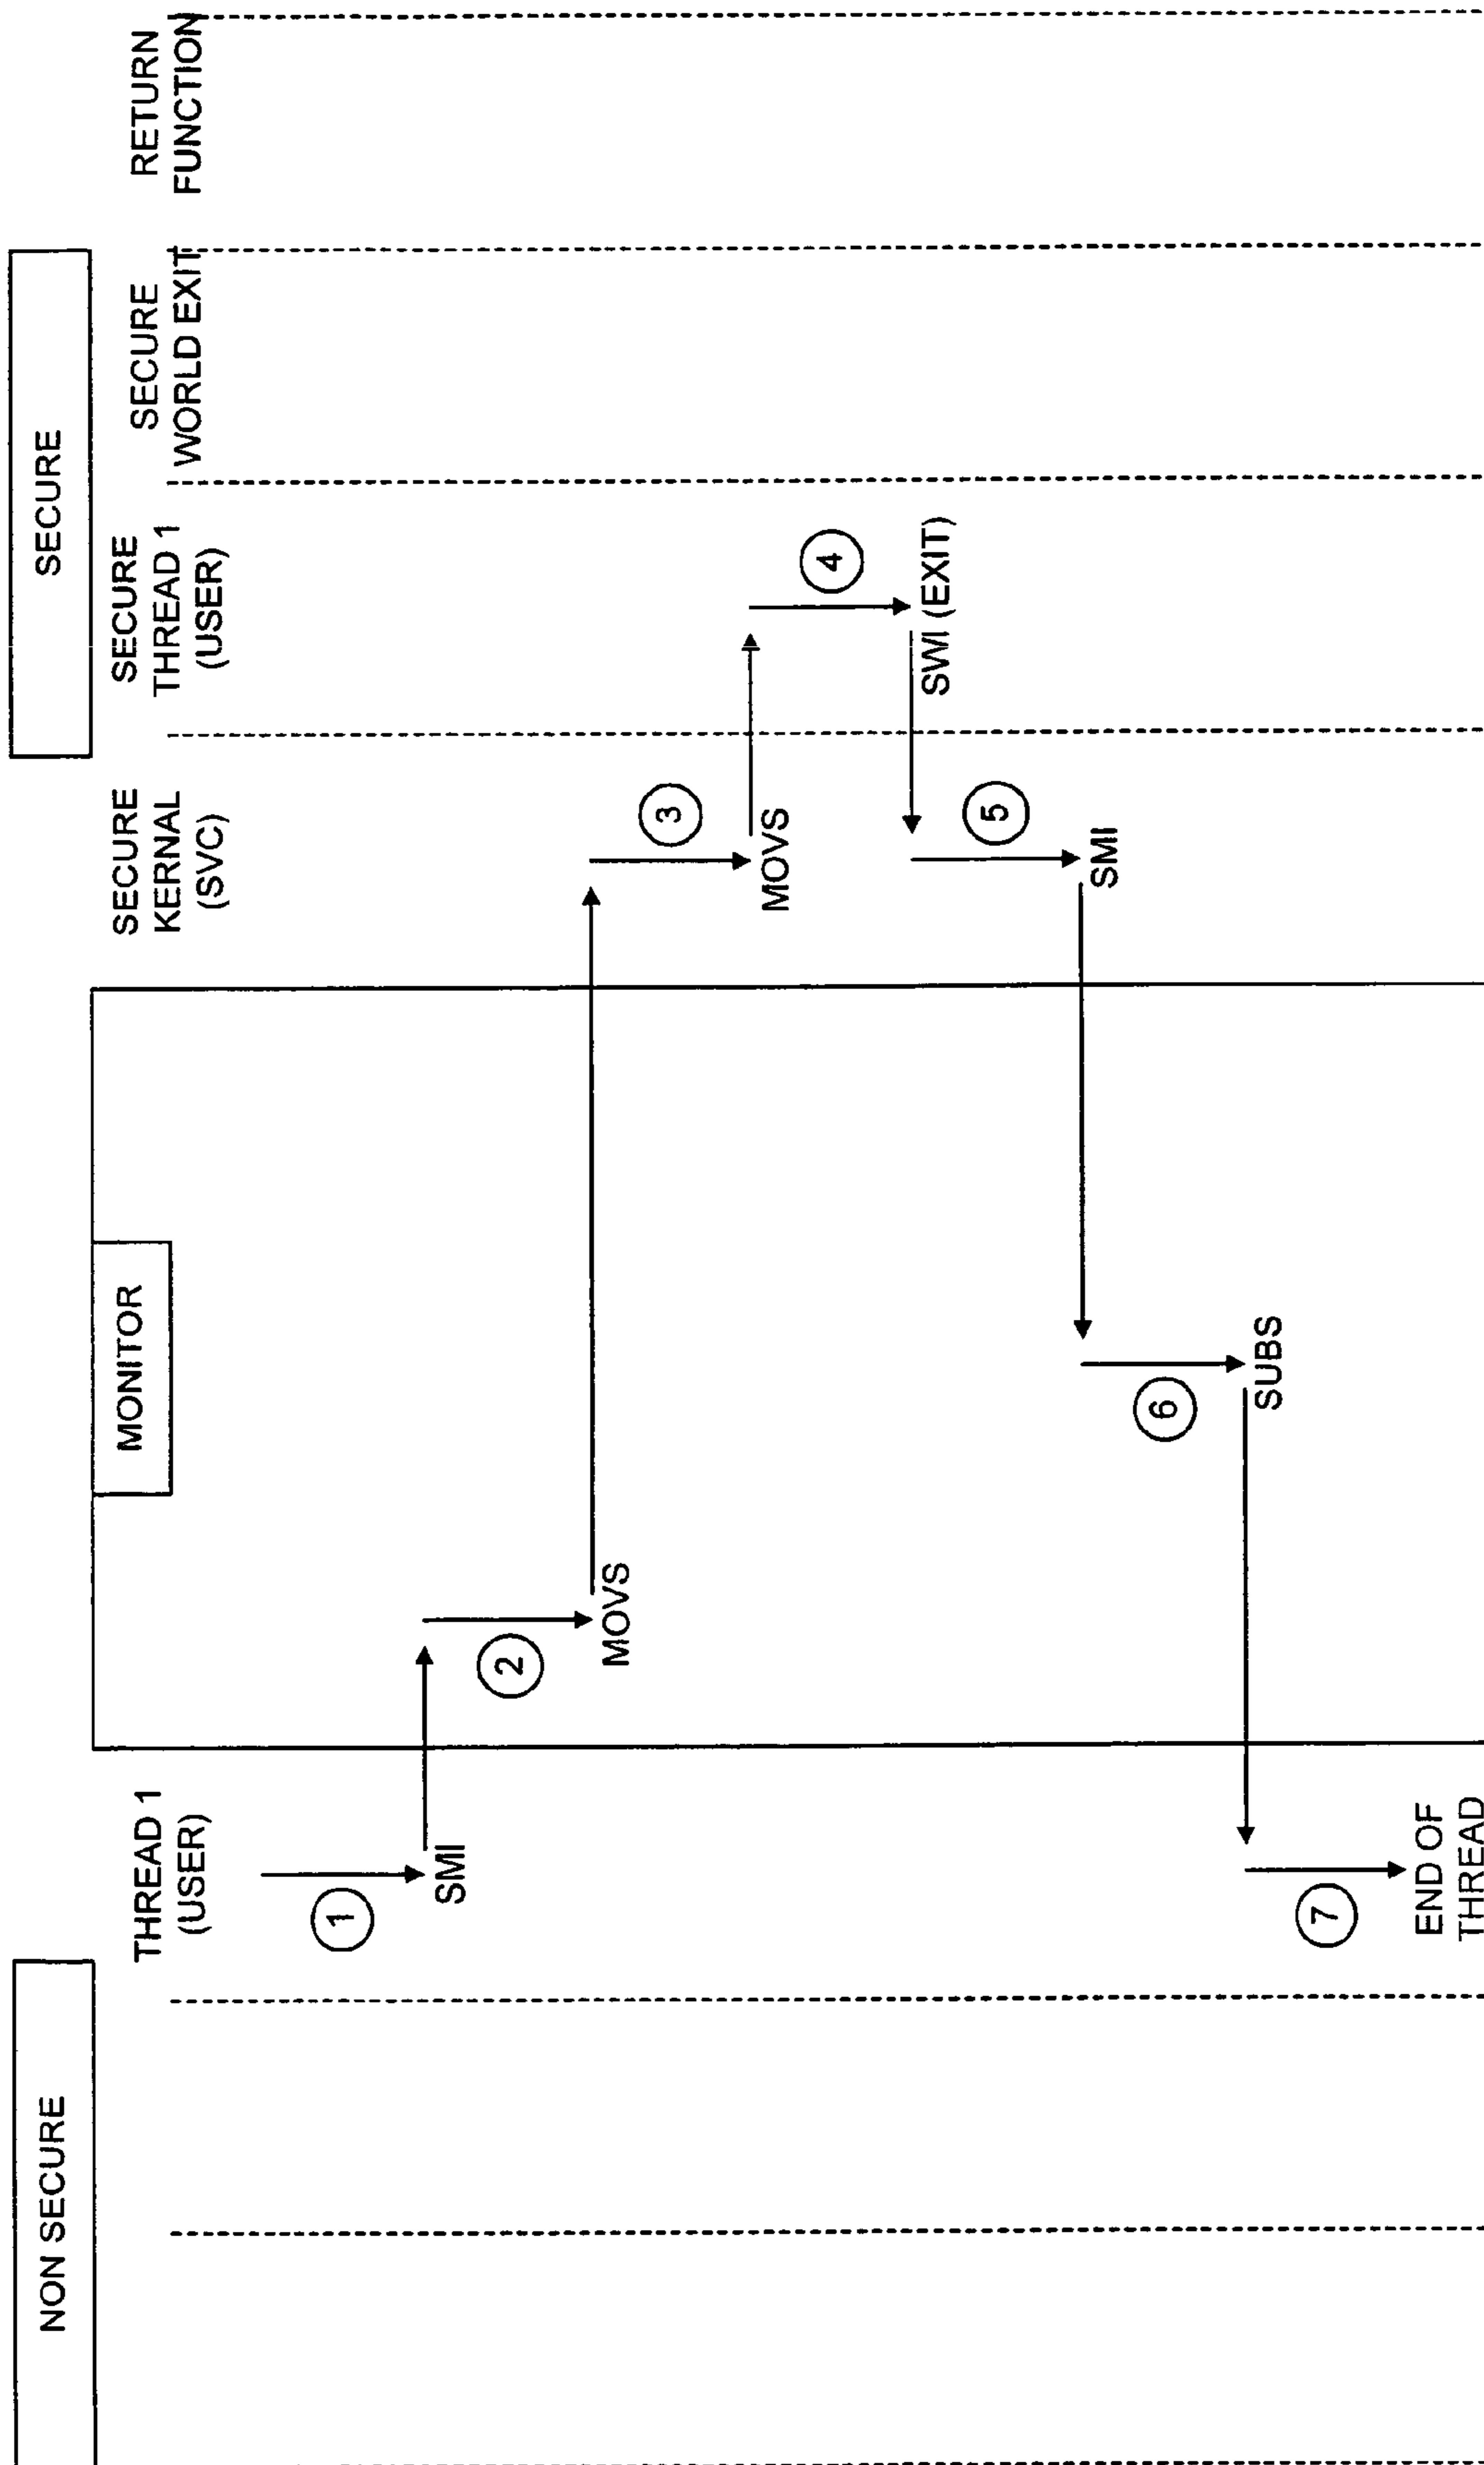 NON SECURE
MONITOR
SECURE
THREAD 1
(USER)
SECURE
KERNAL
(SVC)
SECURE
THREAD 1
(USER)
SECURE
WORLD EXIT
RETURN
FUNCTION
1
SMI
2
MOVS
3
MOVS
4
SWI (EXIT)
5
SMI
6
SUBS
7
END OF
THREAD